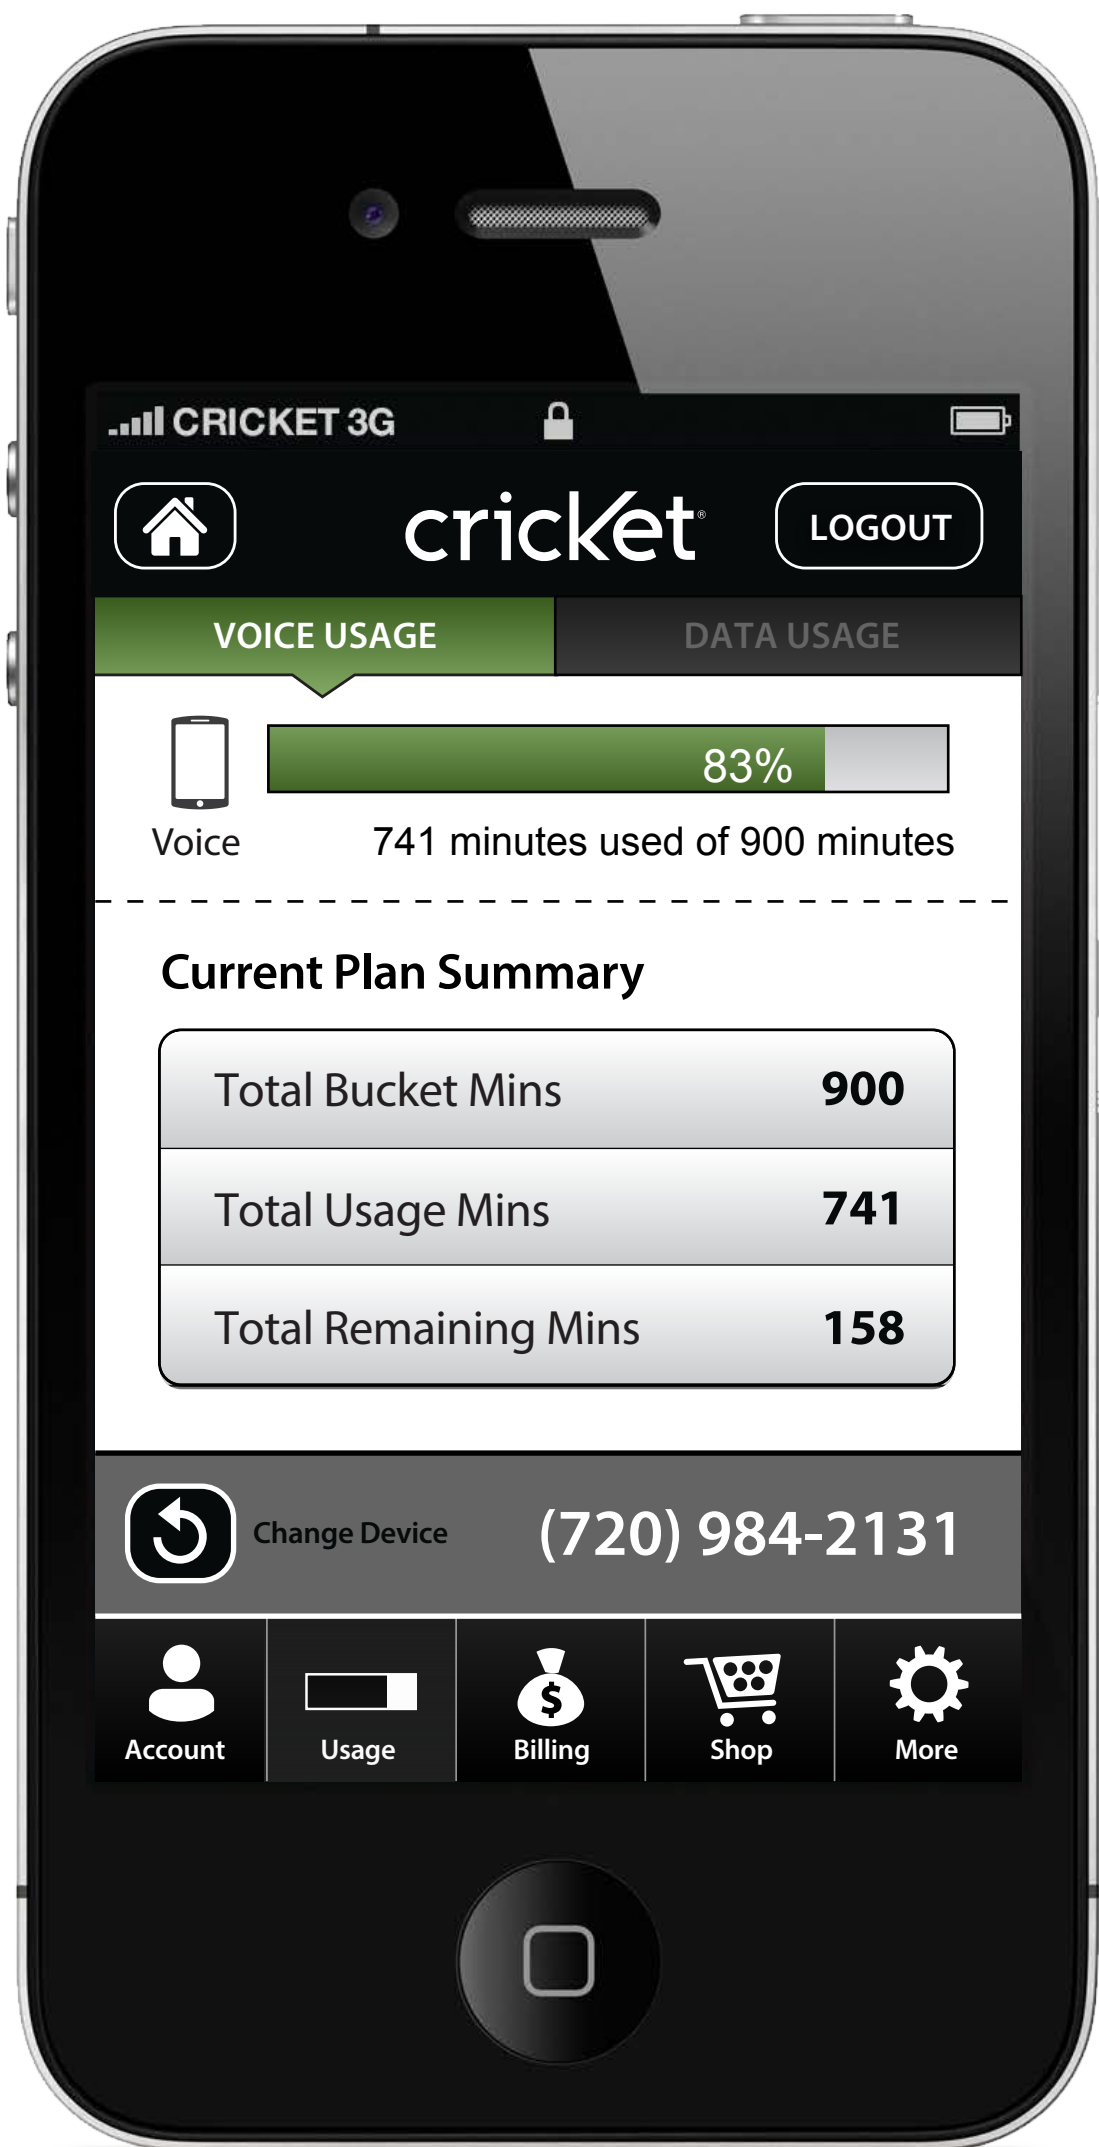 CRICKET 3G
cricket® LOGOUT
VOICE USAGE DATA USAGE
83%
Voice 741 minutes used of 900 minutes
Current Plan Summary
Total Bucket Mins 900
Total Usage Mins 741
Total Remaining Mins 158
Change Device (720) 984-2131
$
Account Usage Billing Shop More